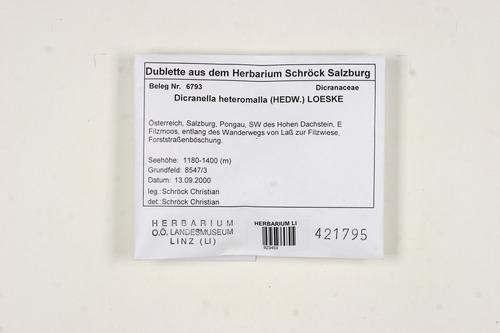 Dublette aus dem Herbarium Schröck Salzburg
Beleg Nr. 6793 Dicranaceae
Dicranella heteromalla (HEDW.) LOESKE
Österreich, Salzburg, Pongau, SW des Hohen Dachstein, E
Filzmoos, entlang des Wanderwegs von Laß zur Filzwiese,
Forststraßenböschung.
Seehöhe: 1180-1400 (m)
Grundfeld: 8547/3
Datum: 13.09.2000
leg.: Schröck Christian
det.: Schröck Christian
HERBARIUM
O.Ö. LANDESMUSEUM
LINZ (LI)
HERBARIUM LI
421795